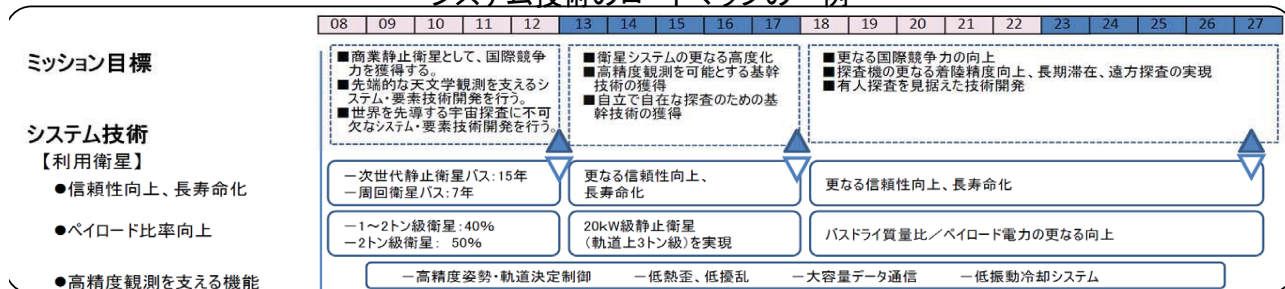 システム技術のロードマップの一例
08 09 10 11 12 13 14 15 16 17 18 19 20 21 22 23 24 25 26 27
ミッション目標
■商業静止衛星として、国際競争
力を獲得する。
■先端的な天文学観測を支えるシ
ステム・要素技術開発を行う。
■世界を先導する宇宙探査に不可
欠なシステム・要素技術開発を行う。
■衛星システムの更なる高度化
■高精度観測を可能とする基幹
技術の獲得
■自立で自在な探査のための基
幹技術の獲得
■更なる国際競争力の向上
■探査機の更なる着陸精度向上、長期滞在、遠方探査の実現
■有人探査を見据えた技術開発
システム技術
【利用衛星】
●信頼性向上、長寿命化
－次世代静止衛星バス：15年
－周回衛星バス：7年
更なる信頼性向上、
長寿命化
更なる信頼性向上、長寿命化
●ペイロード比率向上
－1～2トン級衛星：40%
－2トン級衛星： 50%
20kW級静止衛星
（軌道上3トン級）を実現
バスドライ質量比／ペイロード電力の更なる向上
●高精度観測を支える機能
－高精度姿勢・軌道決定制御 －低熱歪、低擾乱 －大容量データ通信 －低振動冷却システム